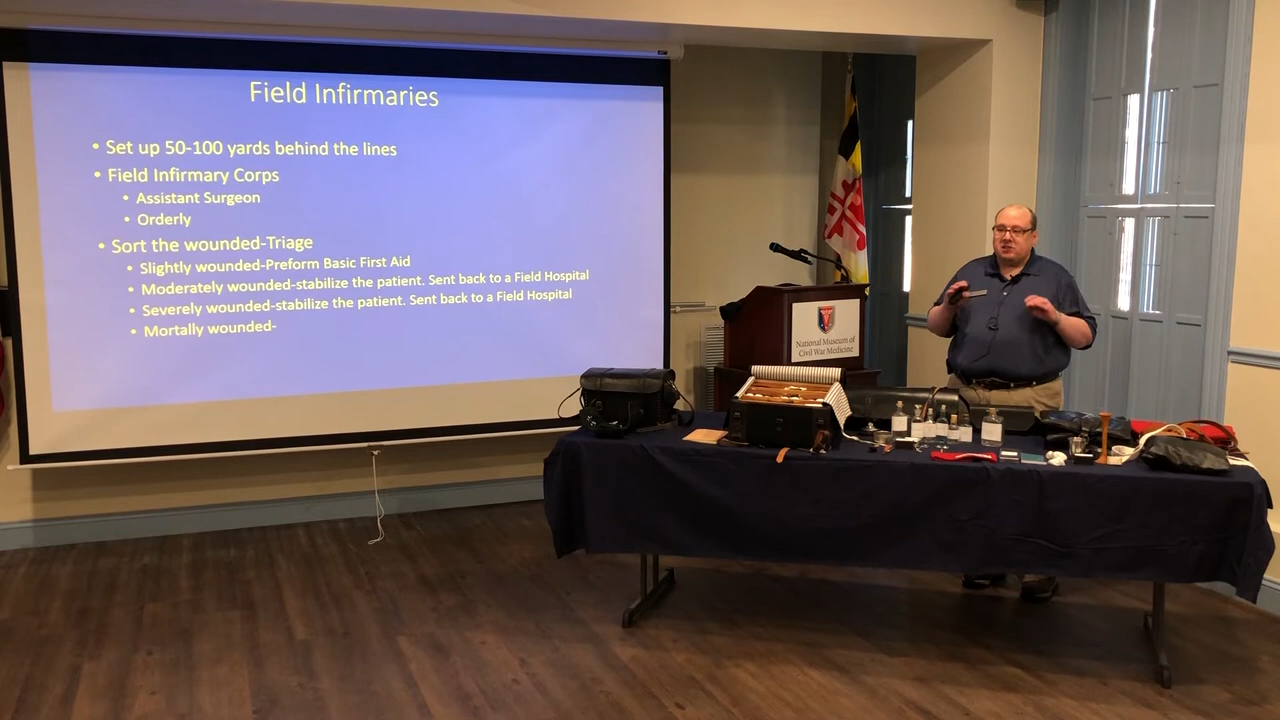 Field Infirmaries
• Set up 50-100 yards behind the lines
• Field Infirmary Corps
• Assistant Surgeon
• Orderly
• Sort the wounded-Triage
• Slightly wounded-Preform Basic First Aid
• Moderately wounded-stabilize the patient. Sent back to a Field Hospital
• Severely wounded-stabilize the patient. Sent back to a Field Hospital
• Mortally wounded-
National Museum of
Civil War Medicine